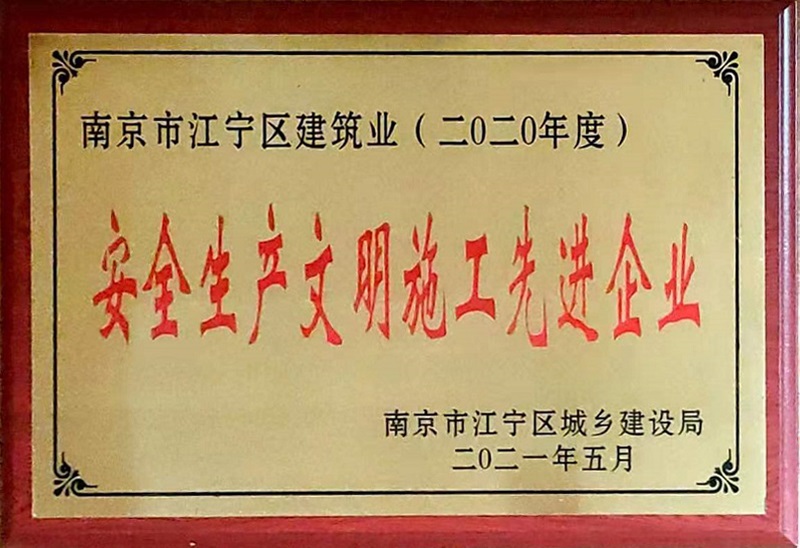 南京市江宁区建筑业（二0二0年度）
安全生产文明施工先进企业
南京市江宁区城乡建设局
二0二一年五月